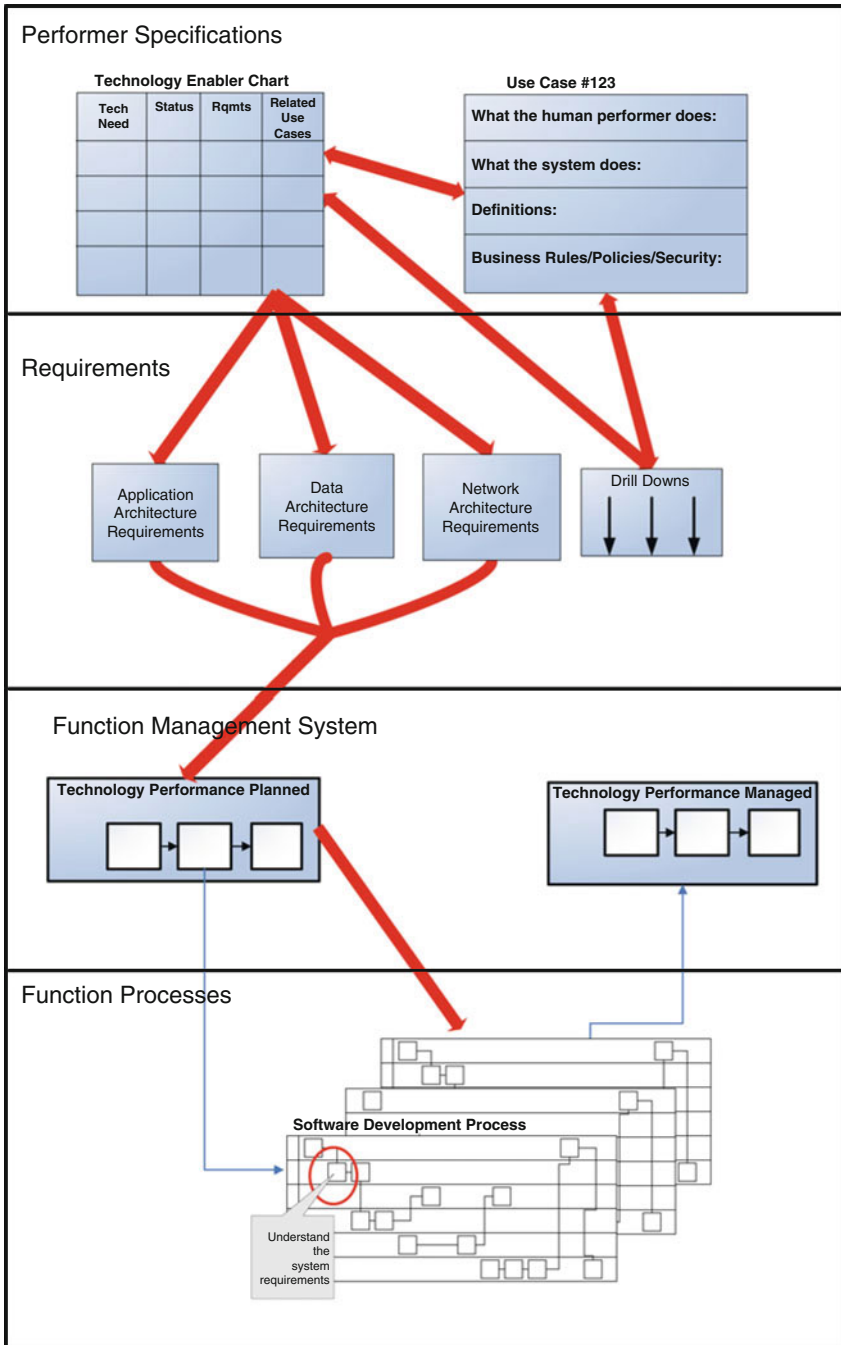 Performer Specifications
Technology Enabler Chart
Use Case #123
Tech
Need
Status
Rqmts
Related
Use
Cases
What the human performer does:
What the system does:
Definitions:
Business Rules/Policies/Security:
Requirements
Application
Architecture
Requirements
Data
Architecture
Requirements
Network
Architecture
Requirements
Drill Downs
Function Management System
Technology Performance Planned
Technology Performance Managed
Function Processes
Software Development Process
Understand
the
system
requirements